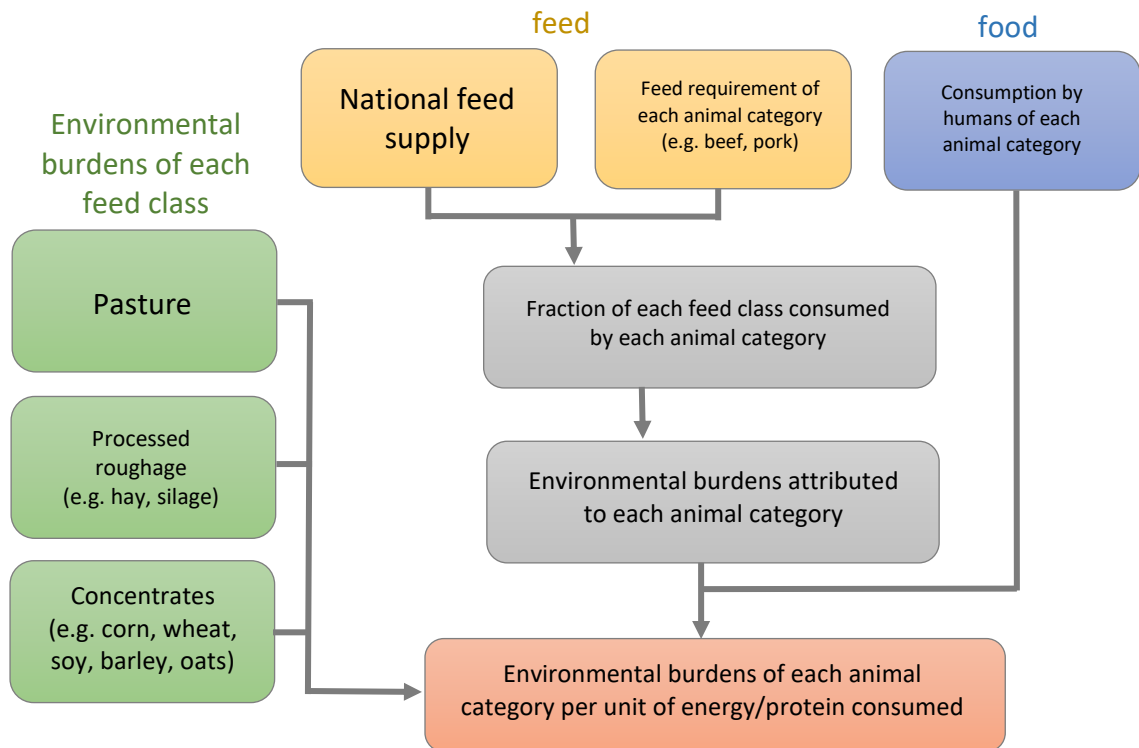 feed
food
National feed
supply
Feed requirement of
each animal category
(e.g. beef, pork)
Consumption by
humans of each
animal category
Environmental
burdens of each
feed class
Pasture
Fraction of each feed class consumed
by each animal category
Processed
roughage
(e.g. hay, silage)
Environmental burdens attributed
to each animal category
Concentrates
(e.g. corn, wheat,
soy, barley, oats)
Environmental burdens of each animal
category per unit of energy/protein consumed